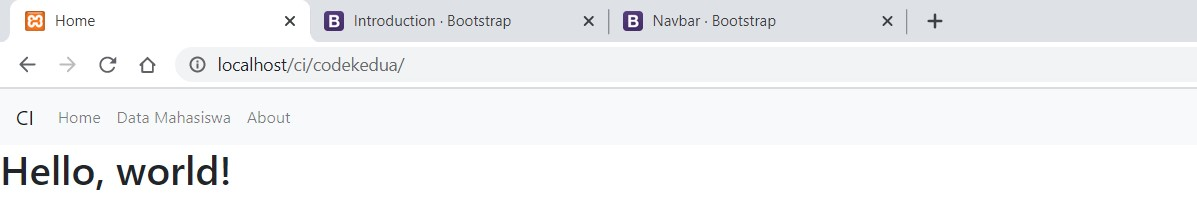 Home Introduction · Bootstrap Navbar · Bootstrap
localhost/ci/codekedua/
CI Home Data Mahasiswa About
Hello, world!